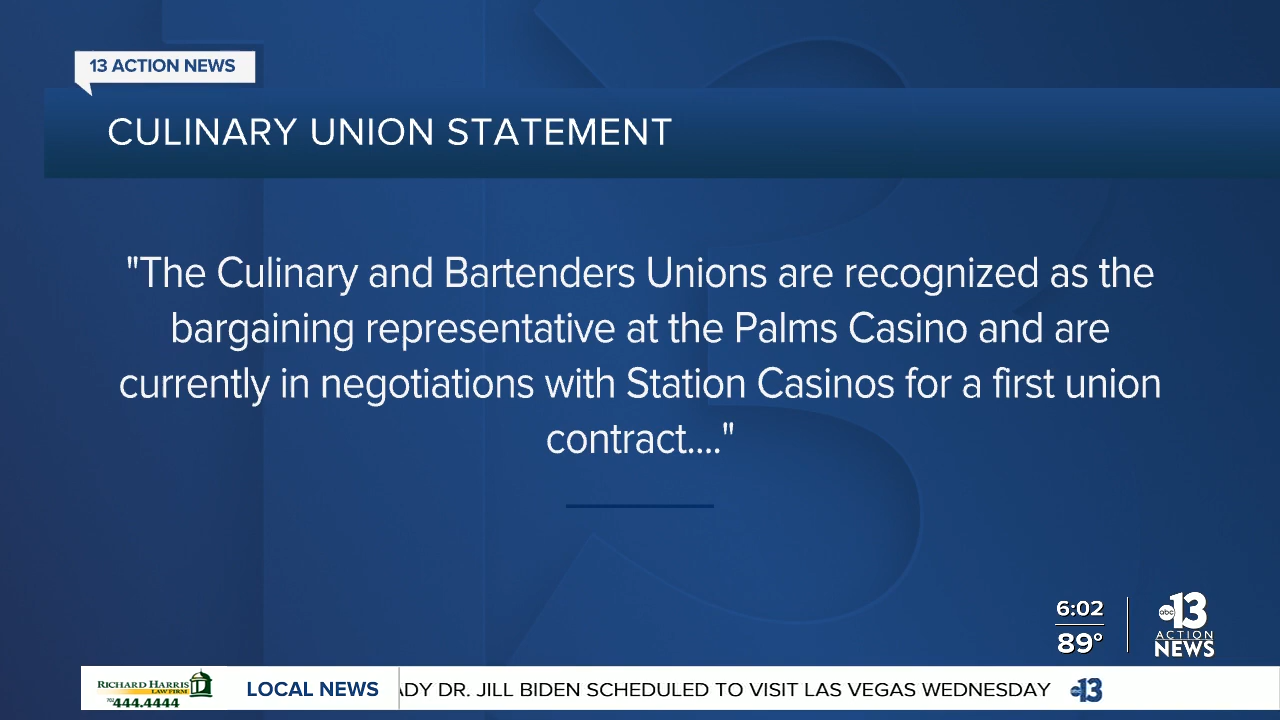 13 ACTION NEWS
CULINARY UNION STATEMENT
"The Culinary and Bartenders Unions are recognized as the
bargaining representative at the Palms Casino and are
currently in negotiations with Station Casinos for a first union
contract...."
6:02
89°
abc 13
ACTION
NEWS
RICHARD HARRIS
LAW FIRM
702 444.4444
LOCAL NEWS
ADY DR. JILL BIDEN SCHEDULED TO VISIT LAS VEGAS WEDNESDAY
abc 13